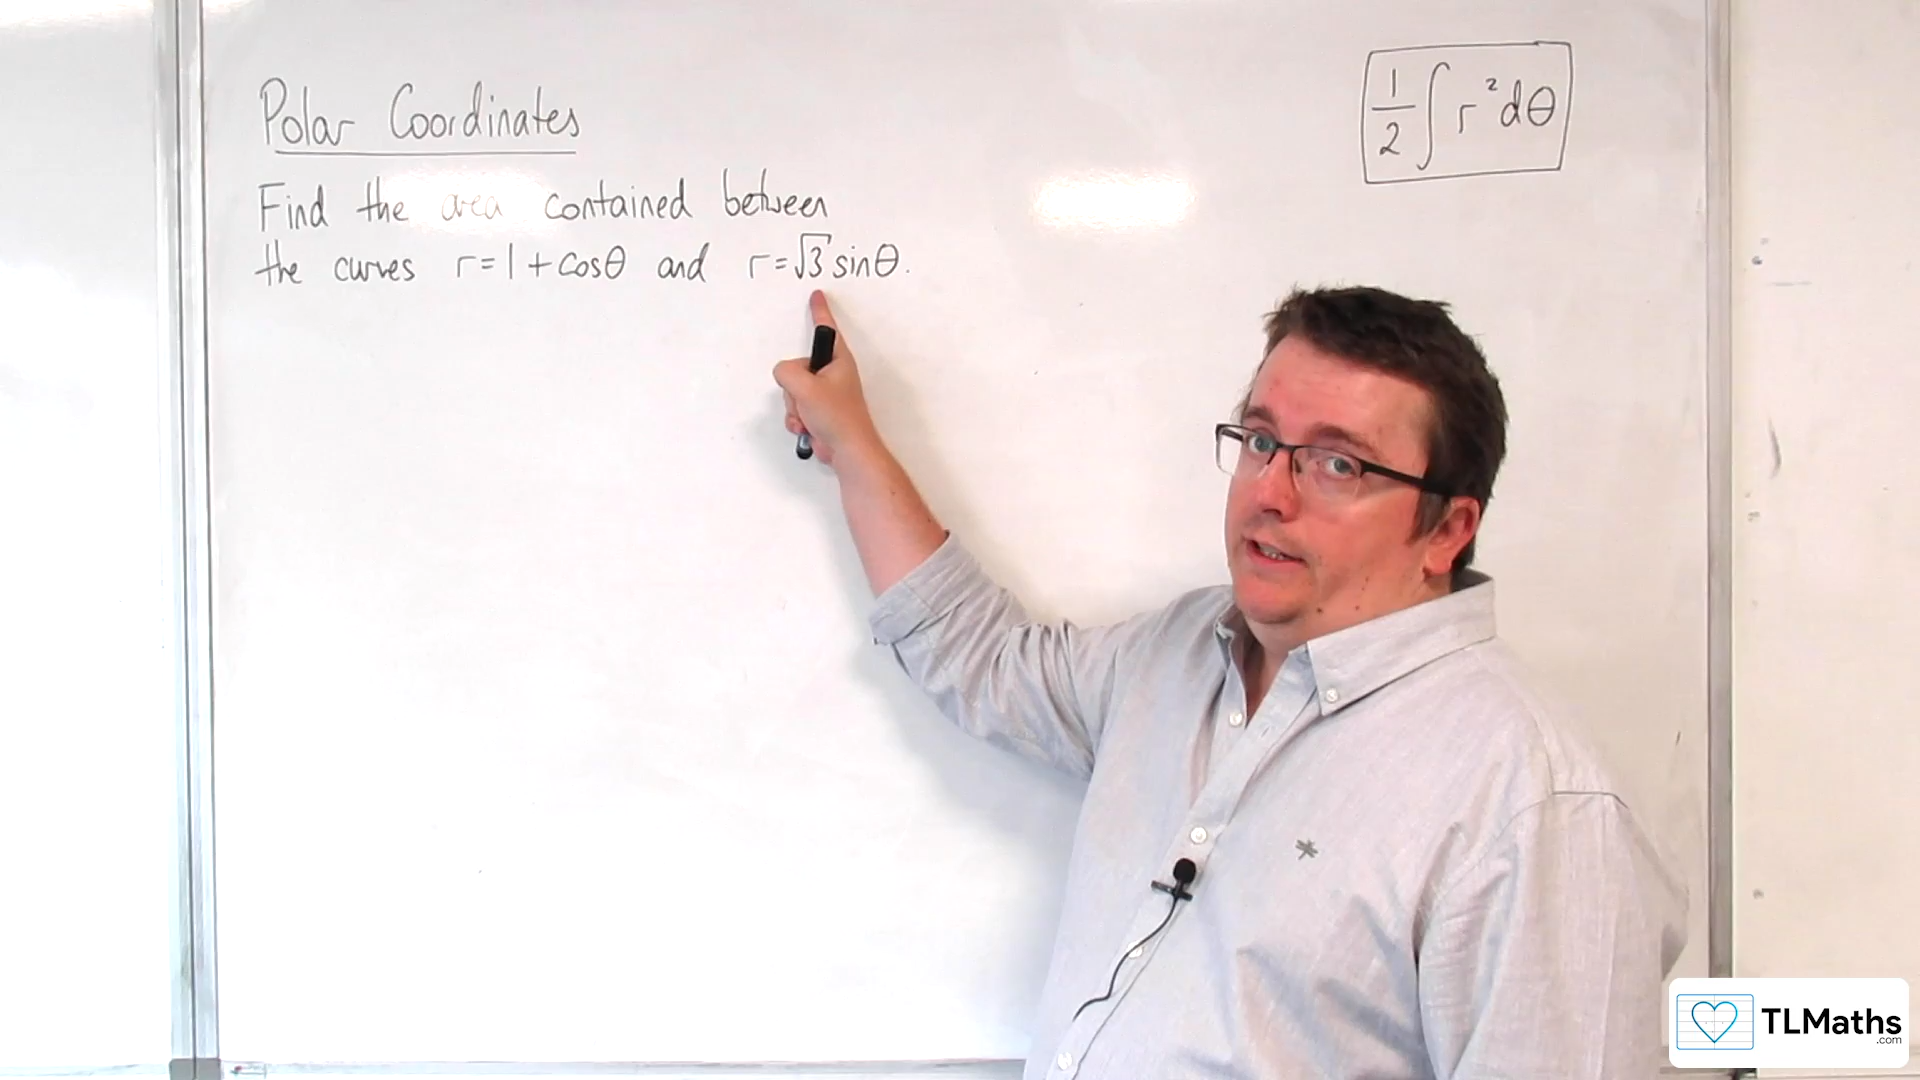 Polar Coordinates
Find the area contained between
the curves r = 1 + cosθ and r = √3 sinθ.
1/2 ∫ r² dθ
TLMaths
.com